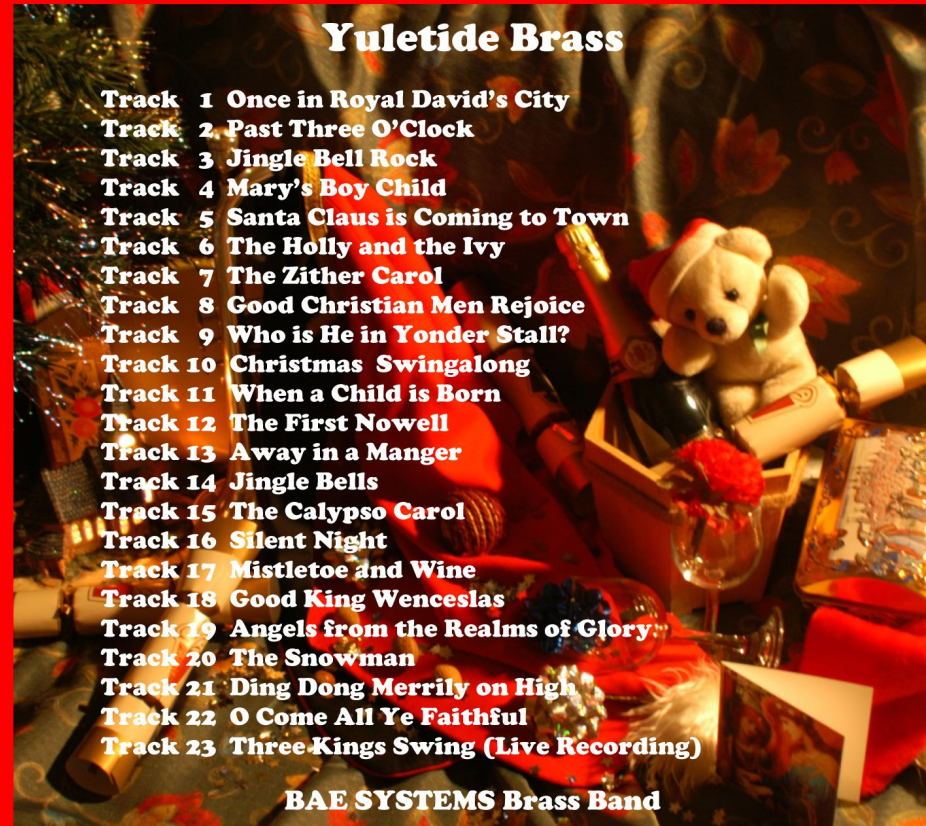 Yuletide Brass
Track 1 Once in Royal David's City
Track 2 Past Three O'Clock
Track 3 Jingle Bell Rock
Track 4 Mary's Boy Child
Track 5 Santa Claus is Coming to Town
Track 6 The Holly and the Ivy
Track 7 The Zither Carol
Track 8 Good Christian Men Rejoice
Track 9 Who is He in Yonder Stall?
Track 10 Christmas Swingalong
Track 11 When a Child is Born
Track 12 The First Nowell
Track 13 Away in a Manger
Track 14 Jingle Bells
Track 15 The Calypso Carol
Track 16 Silent Night
Track 17 Mistletoe and Wine
Track 18 Good King Wenceslas
Track 19 Angels from the Realms of Glory
Track 20 The Snowman
Track 21 Ding Dong Merrily on High
Track 22 O Come All Ye Faithful
Track 23 Three Kings Swing (Live Recording)
BAE SYSTEMS Brass Band